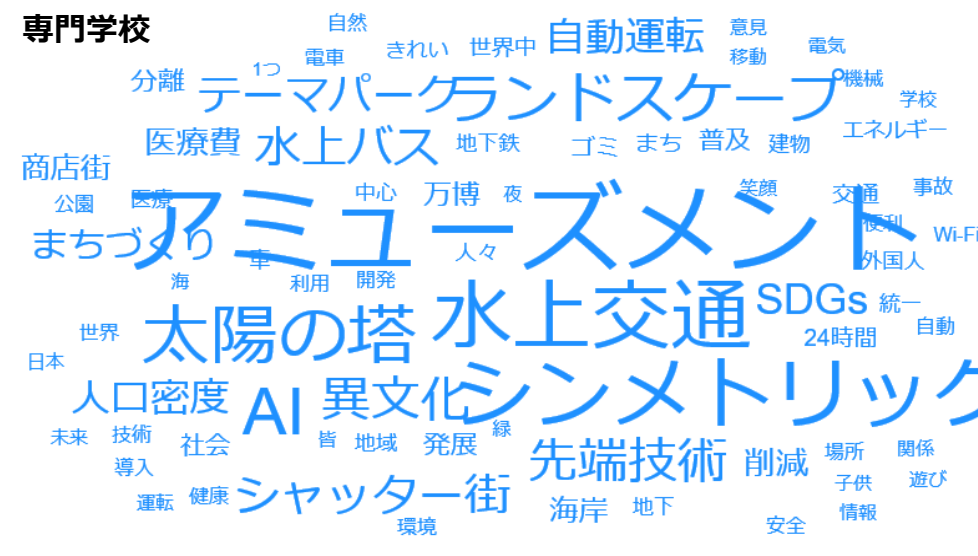 専門学校
自然
自動運転
意見
電車
きれい
世界中
移動
電気
分離
1つ
テーマパーク
ランドスケープ
機械
学校
医療費
水上バス
地下鉄
ゴミ
まち
普及
建物
エネルギー
商店街
公園
医療
中心
万博
夜
笑顔
交通
事故
アミューズメント
便利
Wi-Fi
まちづくり
車
人々
外国人
海
利用
開発
太陽の塔
水上交通
SDGs
統一
世界
24時間
自動
日本
人口密度
AI
異文化
シンメトリック
未来
技術
社会
皆
地域
発展
緑
先端技術
削減
場所
関係
導入
子供
遊び
運転
健康
シャッター街
海岸
地下
情報
環境
安全